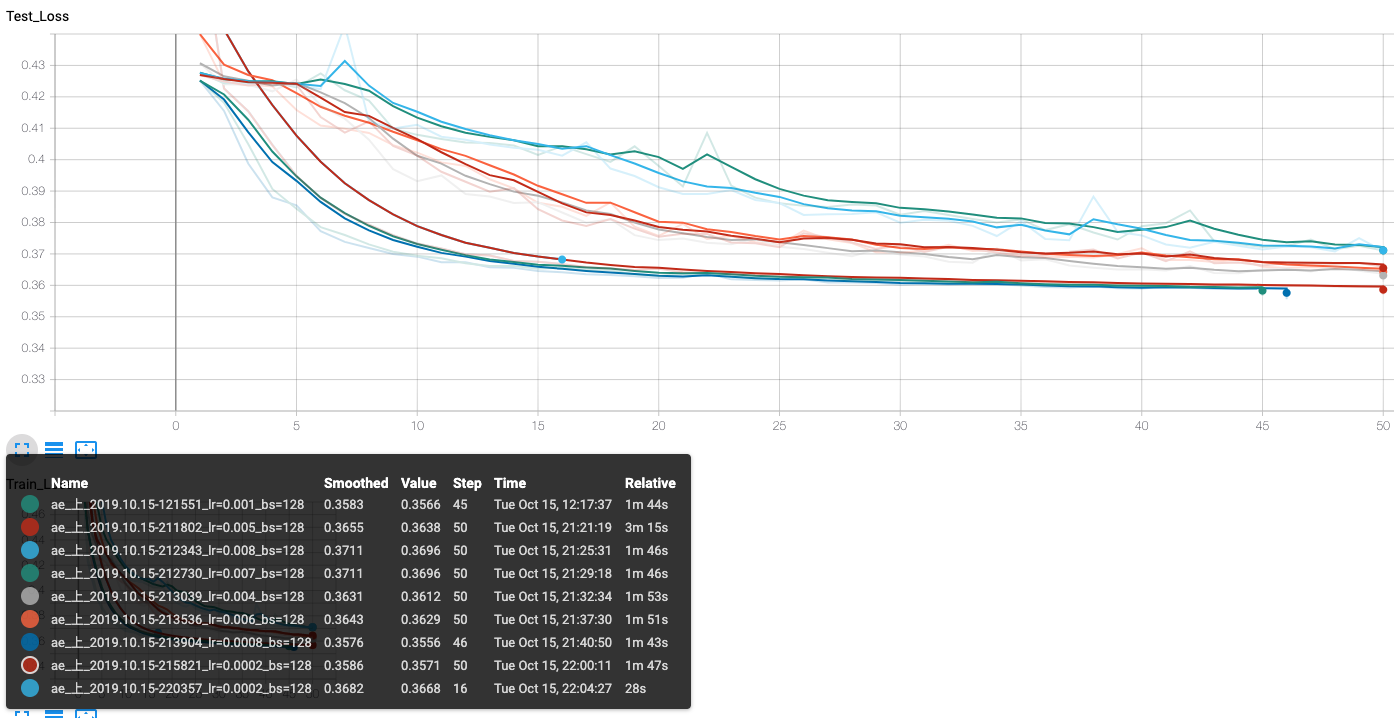 Test_Loss
0.43
0.42
0.41
0.4
0.39
0.38
0.37
0.36
0.35
0.34
0.33
0 5 10 15 20 25 30 35 40 45 50
Train_L
Name Smoothed Value Step Time Relative
ae__上__2019.10.15-121551_lr=0.001_bs=128 0.3583 0.3566 45 Tue Oct 15, 12:17:37 1m 44s
ae__上__2019.10.15-211802_lr=0.005_bs=128 0.3655 0.3638 50 Tue Oct 15, 21:21:19 3m 15s
ae__上__2019.10.15-212343_lr=0.008_bs=128 0.3711 0.3696 50 Tue Oct 15, 21:25:31 1m 46s
ae__上__2019.10.15-212730_lr=0.007_bs=128 0.3711 0.3696 50 Tue Oct 15, 21:29:18 1m 46s
ae__上__2019.10.15-213039_lr=0.004_bs=128 0.3631 0.3612 50 Tue Oct 15, 21:32:34 1m 53s
ae__上__2019.10.15-213536_lr=0.006_bs=128 0.3643 0.3629 50 Tue Oct 15, 21:37:30 1m 51s
ae__上__2019.10.15-213904_lr=0.0008_bs=128 0.3576 0.3556 46 Tue Oct 15, 21:40:50 1m 43s
ae__上__2019.10.15-215821_lr=0.0002_bs=128 0.3586 0.3571 50 Tue Oct 15, 22:00:11 1m 47s
ae__上__2019.10.15-220357_lr=0.0002_bs=128 0.3682 0.3668 16 Tue Oct 15, 22:04:27 28s